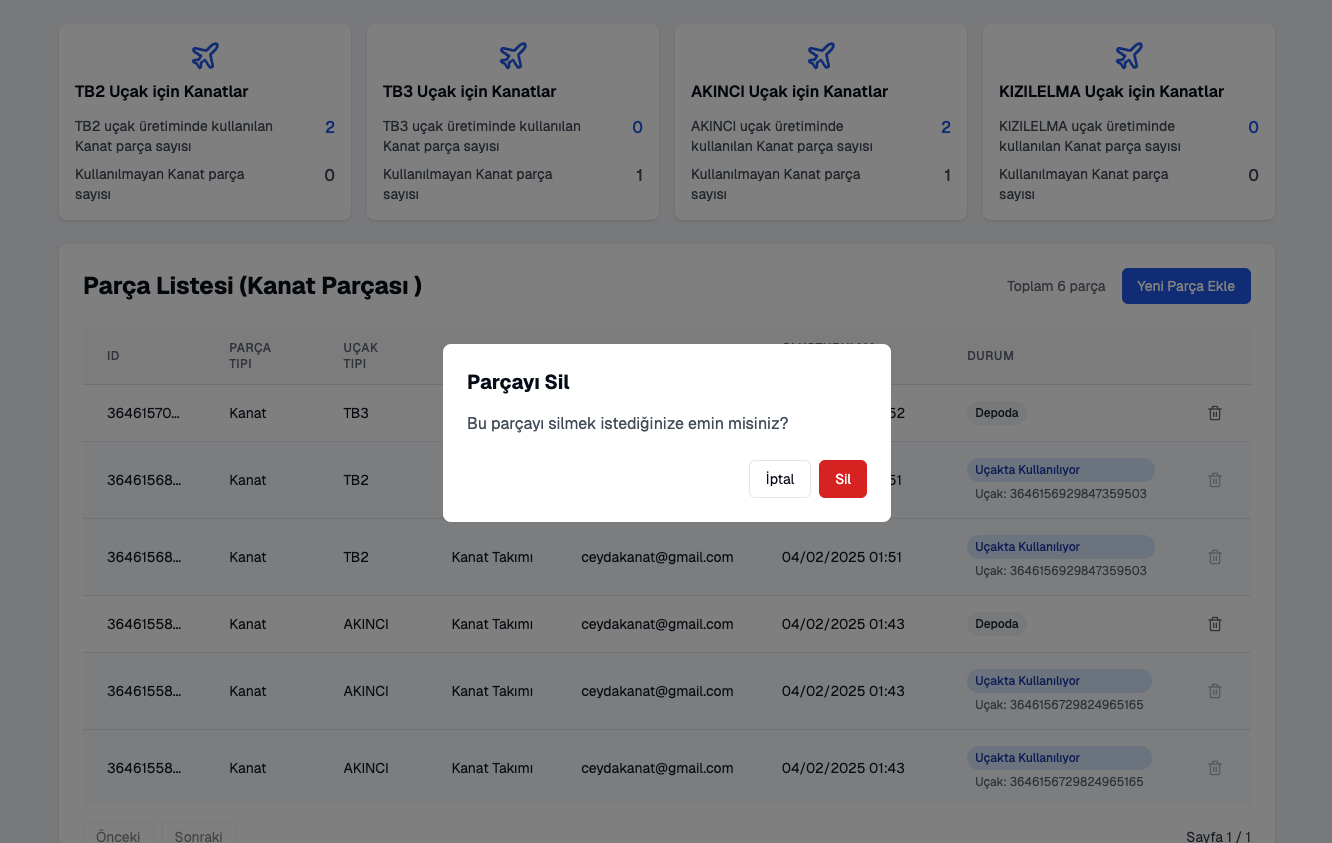 TB2 Uçak için Kanatlar
TB2 uçak üretiminde kullanılan 2
Kanat parça sayısı
Kullanılmayan Kanat parça 0
sayısı
TB3 Uçak için Kanatlar
TB3 uçak üretiminde kullanılan 0
Kanat parça sayısı
Kullanılmayan Kanat parça 1
sayısı
AKINCI Uçak için Kanatlar
AKINCI uçak üretiminde 2
kullanılan Kanat parça sayısı
Kullanılmayan Kanat parça 1
sayısı
KIZILELMA Uçak için Kanatlar
KIZILELMA uçak üretiminde 0
kullanılan Kanat parça sayısı
Kullanılmayan Kanat parça 0
sayısı
Parça Listesi (Kanat Parçası )
Toplam 6 parça
Yeni Parça Ekle
ID
PARÇA
TIPI
UÇAK
TIPI
DURUM
36461570... Kanat TB3 52 Depoda
36461568... Kanat TB2 51 Uçakta Kullanılıyor
Uçak: 3646156929847359503
Parçayı Sil
Bu parçayı silmek istediğinize emin misiniz?
İptal
Sil
36461568... Kanat TB2 Kanat Takımı ceydakanat@gmail.com 04/02/2025 01:51 Uçakta Kullanılıyor
Uçak: 3646156929847359503
36461558... Kanat AKINCI Kanat Takımı ceydakanat@gmail.com 04/02/2025 01:43 Depoda
36461558... Kanat AKINCI Kanat Takımı ceydakanat@gmail.com 04/02/2025 01:43 Uçakta Kullanılıyor
Uçak: 3646156729824965165
36461558... Kanat AKINCI Kanat Takımı ceydakanat@gmail.com 04/02/2025 01:43 Uçakta Kullanılıyor
Uçak: 3646156729824965165
Önceki
Sonraki
Sayfa 1 / 1